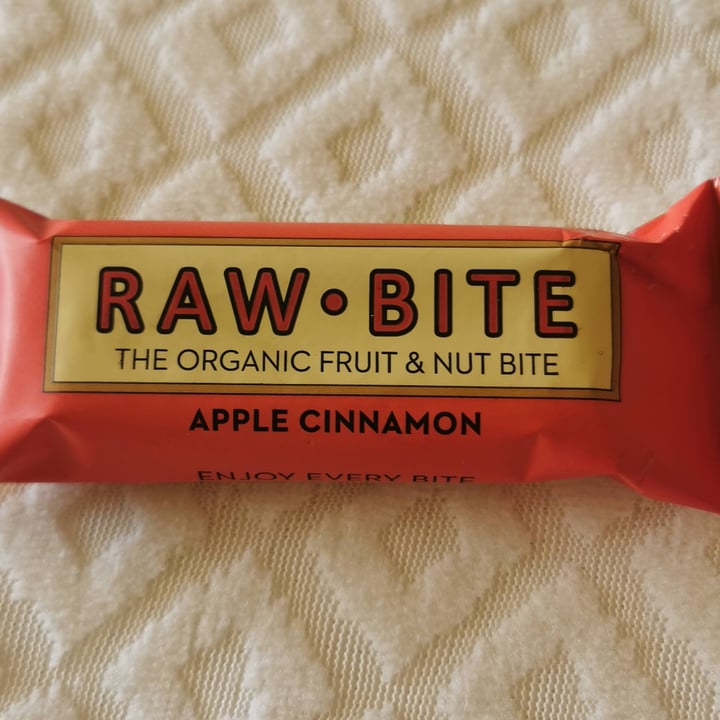 RAW•BITE
THE ORGANIC FRUIT & NUT BITE
APPLE CINNAMON
ENJOY EVERY BITE